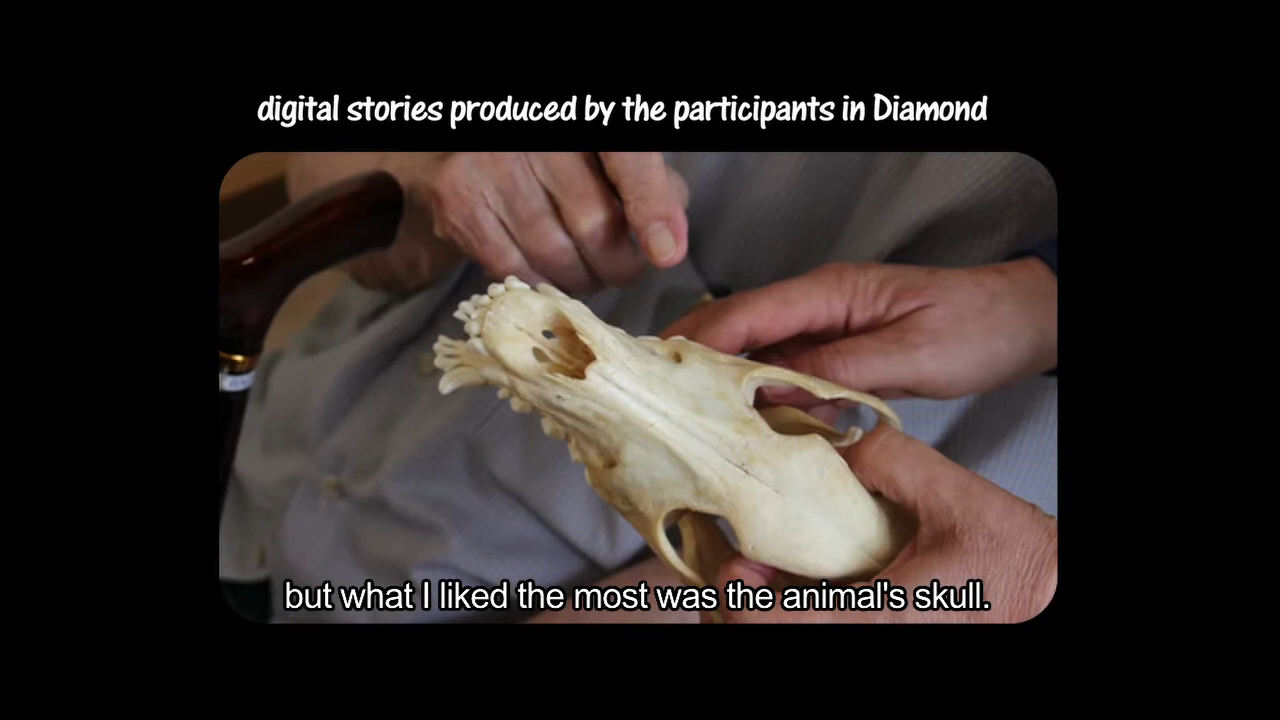 digital stories produced by the participants in Diamond
but what I liked the most was the animal's skull.